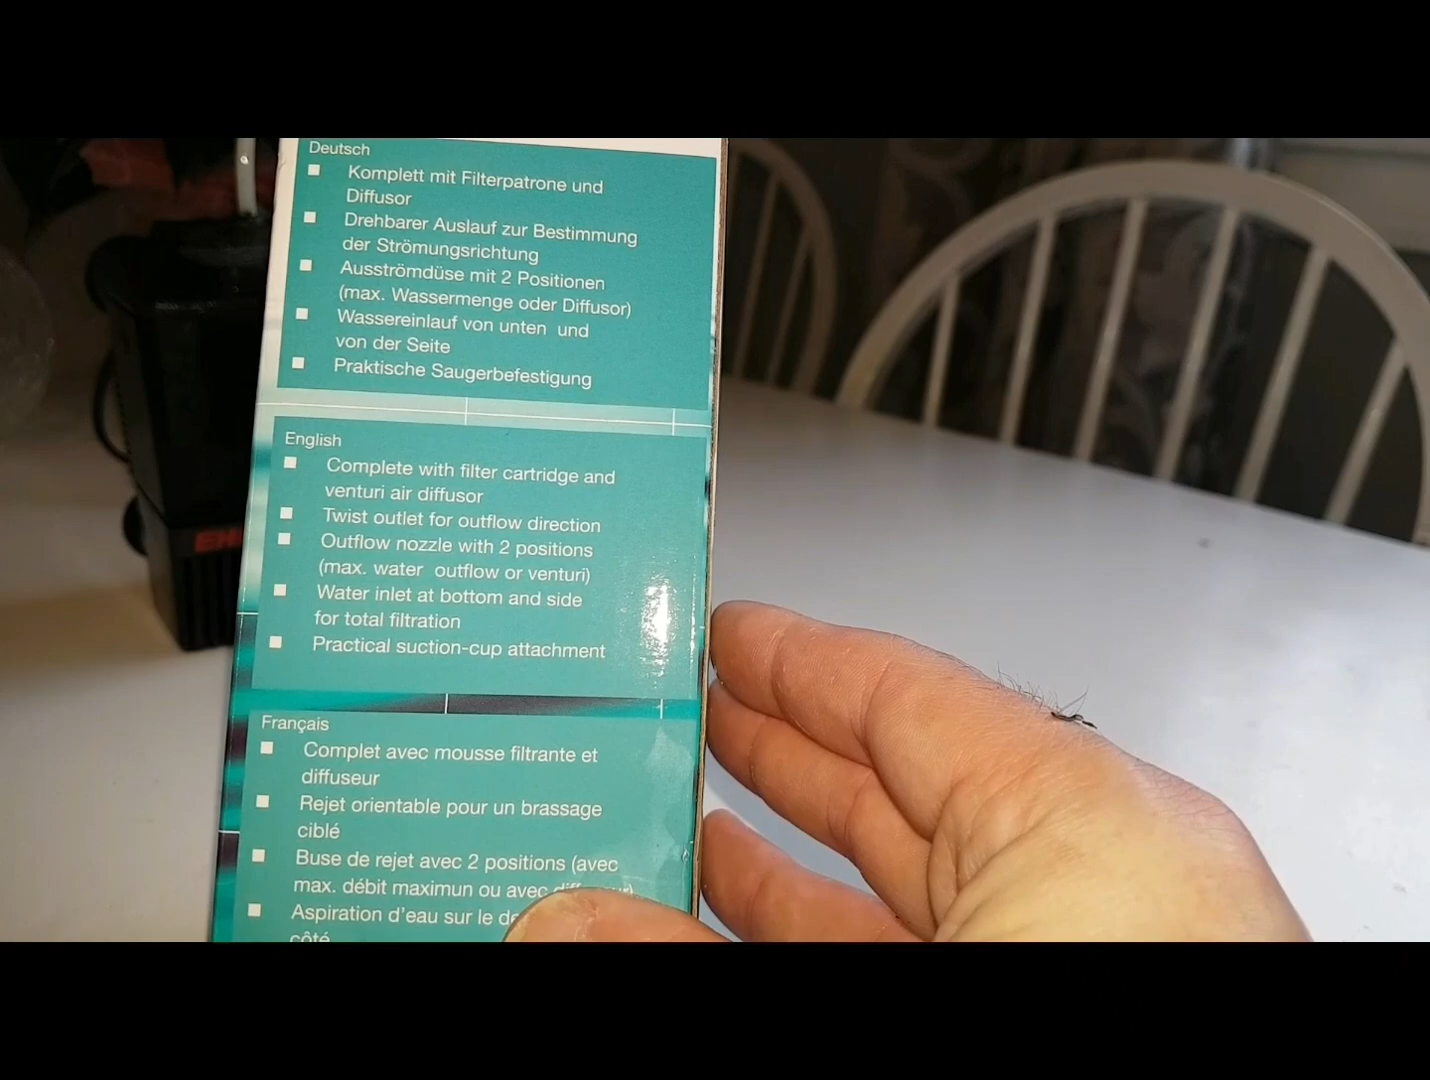 Deutsch
Komplett mit Filterpatrone und
Diffusor
Drehbarer Auslauf zur Bestimmung
der Strömungsrichtung
Ausströmdüse mit 2 Positionen
(max. Wassermenge oder Diffusor)
Wassereinlauf von unten und
von der Seite
Praktische Saugerbefestigung
English
Complete with filter cartridge and
venturi air diffusor
Twist outlet for outflow direction
Outflow nozzle with 2 positions
(max. water outflow or venturi)
Water inlet at bottom and side
for total filtration
Practical suction-cup attachment
Français
Complet avec mousse filtrante et
diffuseur
Rejet orientable pour un brassage
ciblé
Buse de rejet avec 2 positions (avec
max. débit maximun ou avec
Aspiration d'eau sur le
côté